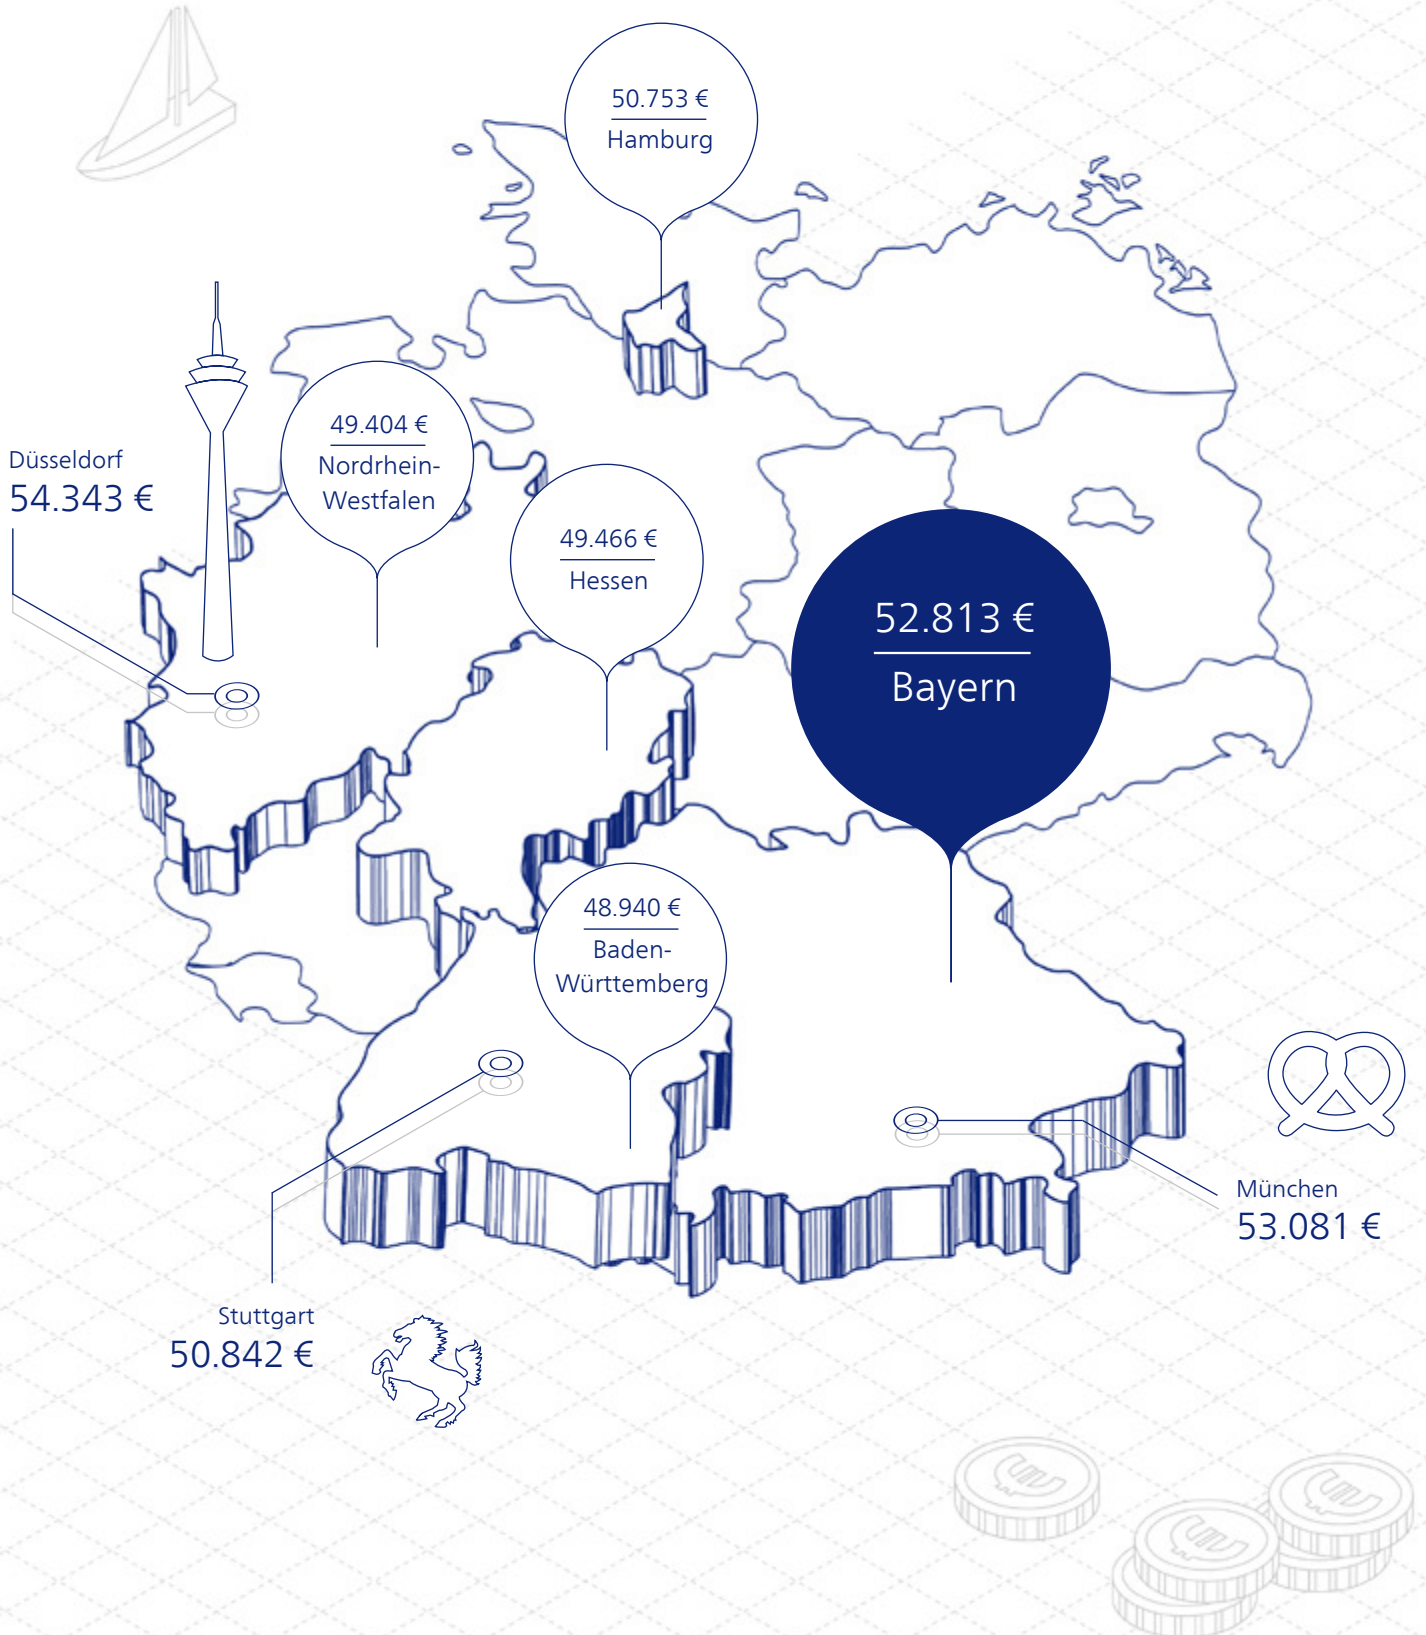 50.753 €
Hamburg
49.404 €
Nordrhein-
Westfalen
Düsseldorf
54.343 €
49.466 €
Hessen
52.813 €
Bayern
48.940 €
Baden-
Württemberg
München
53.081 €
Stuttgart
50.842 €